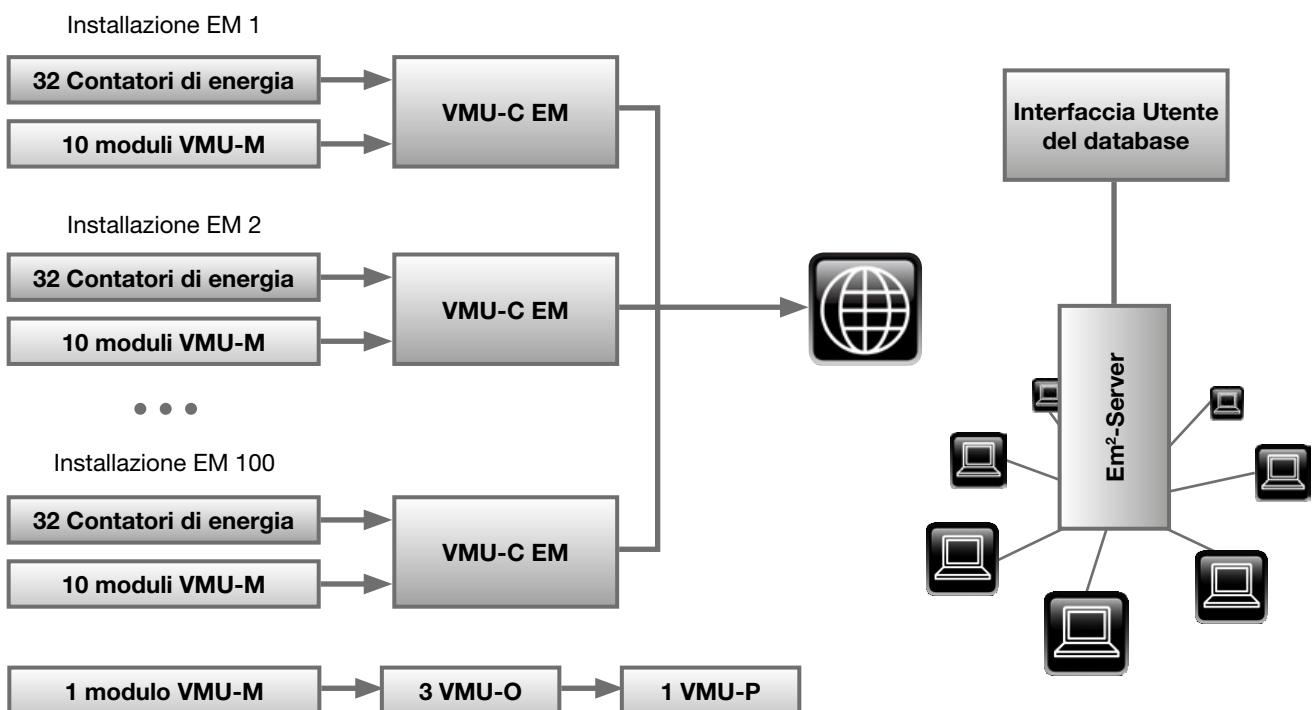 Installazione EM 1
32 Contatori di energia
10 moduli VMU-M
VMU-C EM
Installazione EM 2
32 Contatori di energia
10 moduli VMU-M
VMU-C EM
Installazione EM 100
32 Contatori di energia
10 moduli VMU-M
VMU-C EM
1 modulo VMU-M
3 VMU-O
1 VMU-P
Interfaccia Utente
del database
Em²-Server